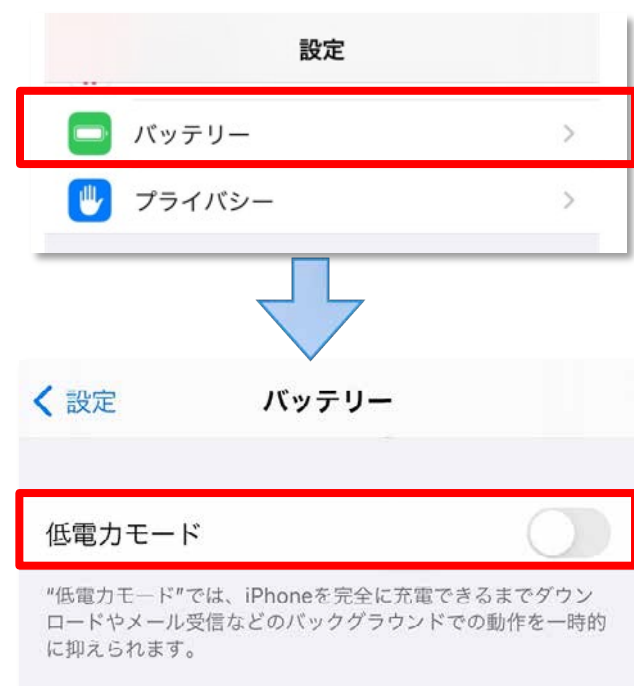 設定
バッテリー
プライバシー
設定
バッテリー
低電力モード
“低電力モード”では、iPhoneを完全に充電できるまでダウン
ロードやメール受信などのバックグラウンドでの動作を一時的
に抑えられます。